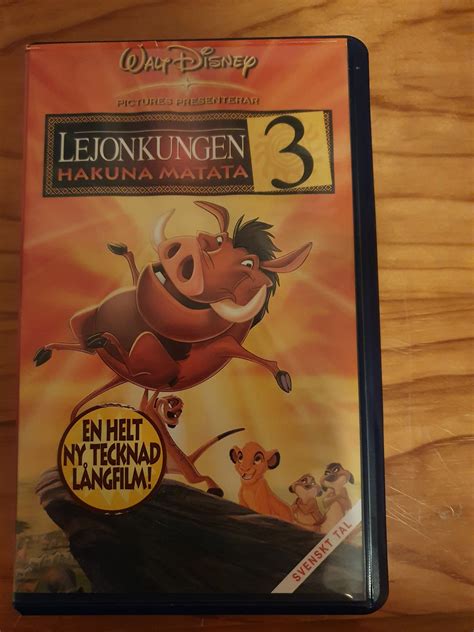 WALT DISNEY
PICTURES PRESENTERAR
LEJONKUNGEN
HAKUNA MATATA
3
EN HELT
NY TECKNAD
LÅNGFILM!
SVENSKT TAL